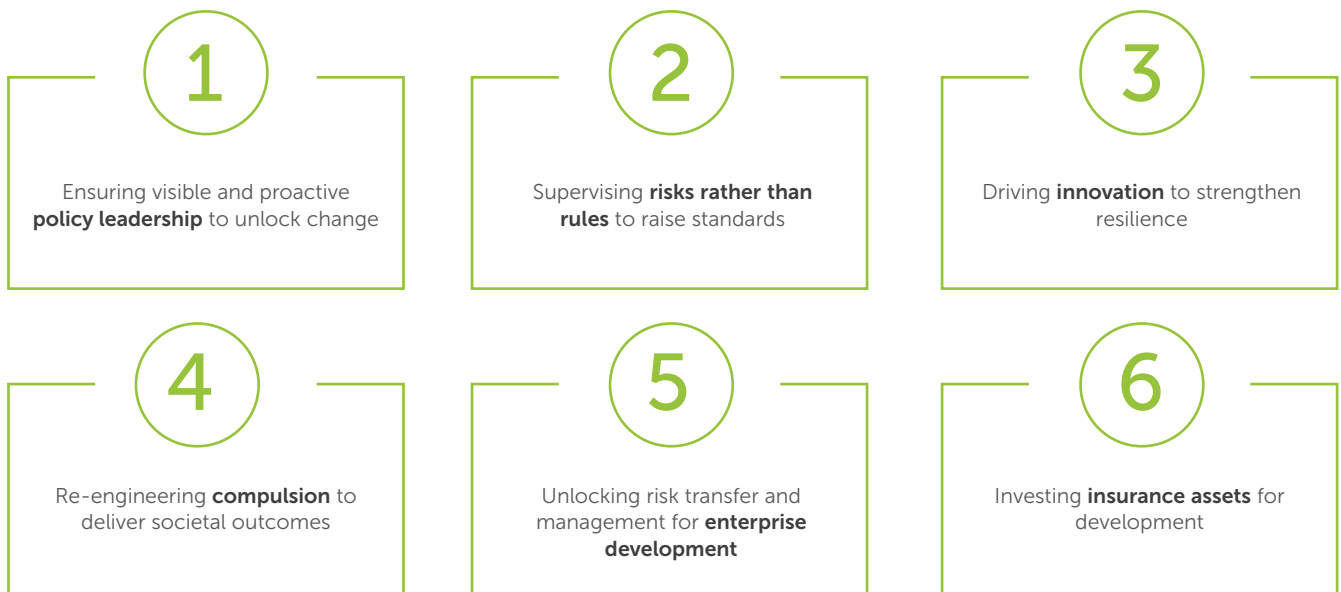 1
Ensuring visible and proactive
policy leadership to unlock change
2
Supervising risks rather than
rules to raise standards
3
Driving innovation to strengthen
resilience
4
Re-engineering compulsion to
deliver societal outcomes
5
Unlocking risk transfer and
management for enterprise
development
6
Investing insurance assets for
development